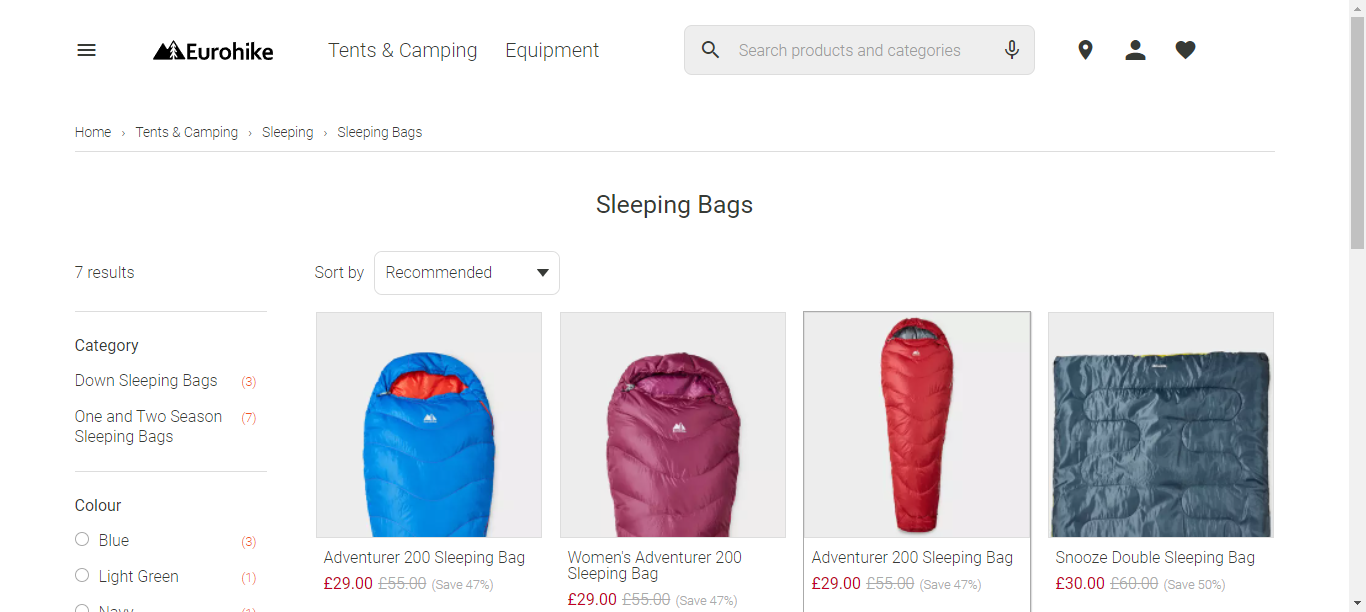 Eurohike
Tents & Camping
Equipment
Search products and categories
Home › Tents & Camping › Sleeping › Sleeping Bags
Sleeping Bags
7 results
Sort by
Recommended
Category
Down Sleeping Bags (3)
One and Two Season (7)
Sleeping Bags
Colour
Blue (3)
Light Green (1)
Navy (1)
Adventurer 200 Sleeping Bag
£29.00 £55.00 (Save 47%)
Women's Adventurer 200
Sleeping Bag
£29.00 £55.00 (Save 47%)
Adventurer 200 Sleeping Bag
£29.00 £55.00 (Save 47%)
Snooze Double Sleeping Bag
£30.00 £60.00 (Save 50%)